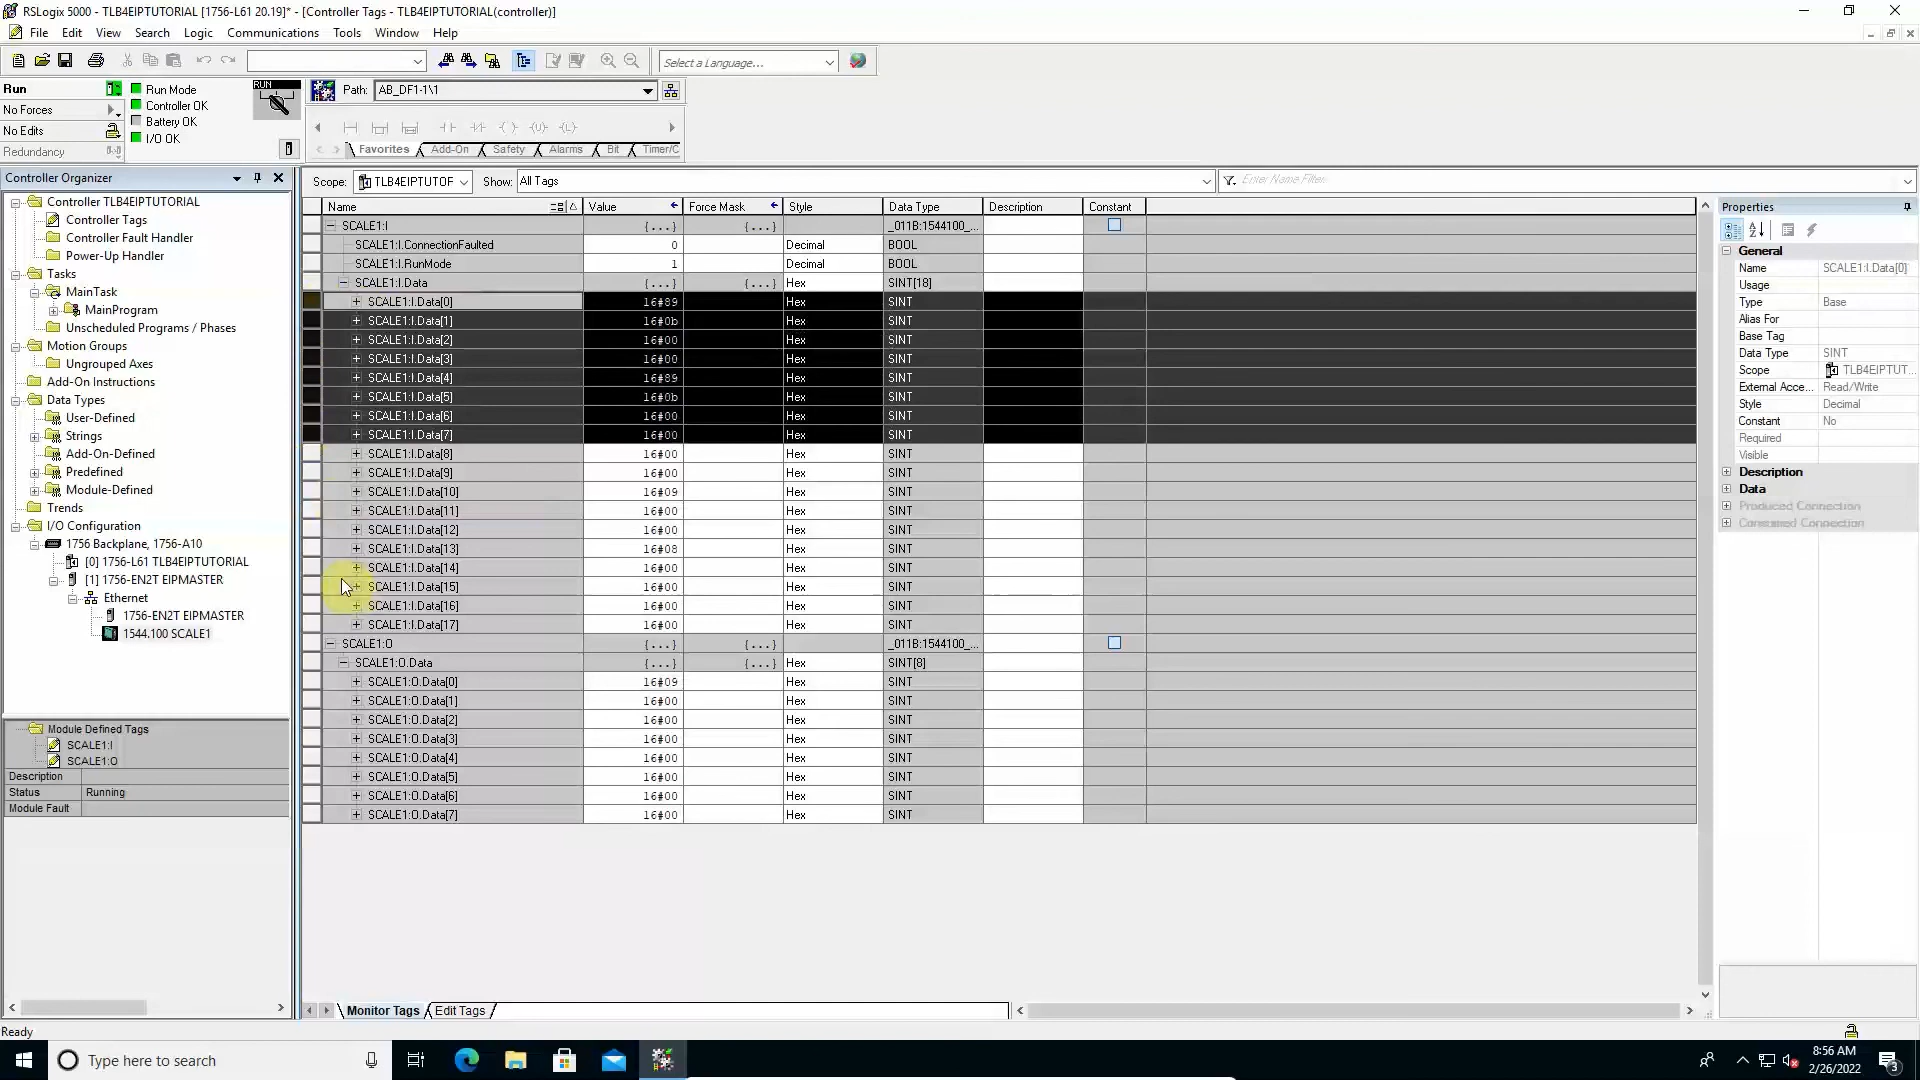 RSLogix 5000 - TLB4EIPTUTORIAL [1756-L61 20.19]* - [Controller Tags - TLB4EIPTUTORIAL(controller)]
File Edit View Search Logic Communications Tools Window Help
Select a Language...
Run
No Forces
No Edits
Redundancy
Run Mode
Controller OK
Battery OK
I/O OK
RUN
Path: AB_DF1-1\1
Favorites Add-On Safety Alarms Bit Timer/C
Controller Organizer
Controller TLB4EIPTUTORIAL
Controller Tags
Controller Fault Handler
Power-Up Handler
Tasks
MainTask
MainProgram
Unscheduled Programs / Phases
Motion Groups
Ungrouped Axes
Add-On Instructions
Data Types
User-Defined
Strings
Add-On-Defined
Predefined
Module-Defined
Trends
I/O Configuration
1756 Backplane, 1756-A10
[0] 1756-L61 TLB4EIPTUTORIAL
[1] 1756-EN2T EIPMASTER
Ethernet
1756-EN2T EIPMASTER
1544.100 SCALE1
Module Defined Tags
SCALE1:I
SCALE1:O
Description
Status Running
Module Fault
Scope: TLB4EIPTUTOF Show: All Tags Enter Name Filter...
Name Value Force Mask Style Data Type Description Constant
SCALE1:I {...} {...} _011B:1544100_...
SCALE1:I.ConnectionFaulted 0 Decimal BOOL
SCALE1:I.RunMode 1 Decimal BOOL
SCALE1:I.Data {...} {...} Hex SINT[18]
SCALE1:I.Data[0] 16#89 Hex SINT
SCALE1:I.Data[1] 16#0b Hex SINT
SCALE1:I.Data[2] 16#00 Hex SINT
SCALE1:I.Data[3] 16#00 Hex SINT
SCALE1:I.Data[4] 16#89 Hex SINT
SCALE1:I.Data[5] 16#0b Hex SINT
SCALE1:I.Data[6] 16#00 Hex SINT
SCALE1:I.Data[7] 16#00 Hex SINT
SCALE1:I.Data[8] 16#00 Hex SINT
SCALE1:I.Data[9] 16#00 Hex SINT
SCALE1:I.Data[10] 16#09 Hex SINT
SCALE1:I.Data[11] 16#00 Hex SINT
SCALE1:I.Data[12] 16#00 Hex SINT
SCALE1:I.Data[13] 16#08 Hex SINT
SCALE1:I.Data[14] 16#00 Hex SINT
SCALE1:I.Data[15] 16#00 Hex SINT
SCALE1:I.Data[16] 16#00 Hex SINT
SCALE1:I.Data[17] 16#00 Hex SINT
SCALE1:O {...} {...} _011B:1544100_...
SCALE1:O.Data {...} {...} Hex SINT[8]
SCALE1:O.Data[0] 16#09 Hex SINT
SCALE1:O.Data[1] 16#00 Hex SINT
SCALE1:O.Data[2] 16#00 Hex SINT
SCALE1:O.Data[3] 16#00 Hex SINT
SCALE1:O.Data[4] 16#00 Hex SINT
SCALE1:O.Data[5] 16#00 Hex SINT
SCALE1:O.Data[6] 16#00 Hex SINT
SCALE1:O.Data[7] 16#00 Hex SINT
Monitor Tags Edit Tags
Properties
General
Name SCALE1:I.Data[0]
Usage
Type Base
Alias For
Base Tag
Data Type SINT
Scope TLB4EIPTUT...
External Acce... Read/Write
Style Decimal
Constant No
Required
Visible
Description
Data
Produced Connection
Consumed Connection
Ready
Type here to search
8:56 AM
2/26/2022
3